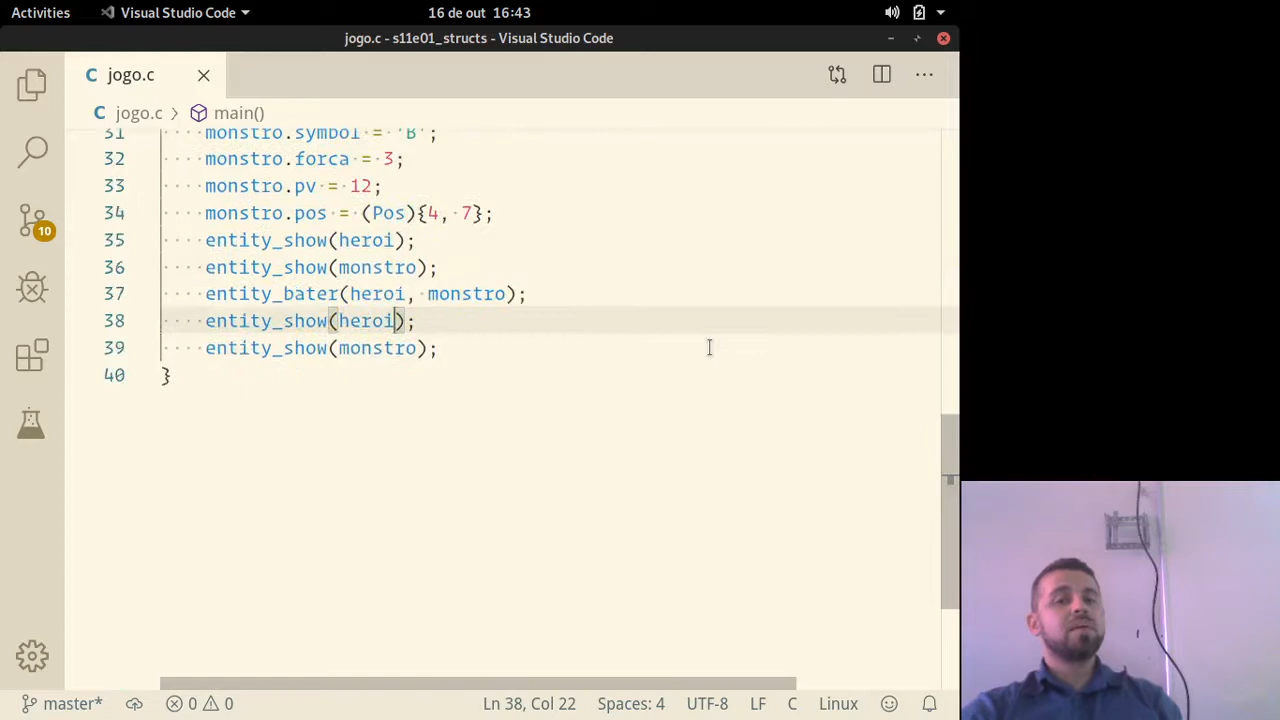 Activities Visual Studio Code 16 de out 16:43
jogo.c - s11e01_structs - Visual Studio Code
C jogo.c
C jogo.c > main()
31 monstro.symbol = 'B';
32 monstro.forca = 3;
33 monstro.pv = 12;
34 monstro.pos = (Pos){4, 7};
35 entity_show(heroi);
36 entity_show(monstro);
37 entity_bater(heroi, monstro);
38 entity_show(heroi);
39 entity_show(monstro);
40 }
10
master* 0 0 Ln 38, Col 22 Spaces: 4 UTF-8 LF C Linux